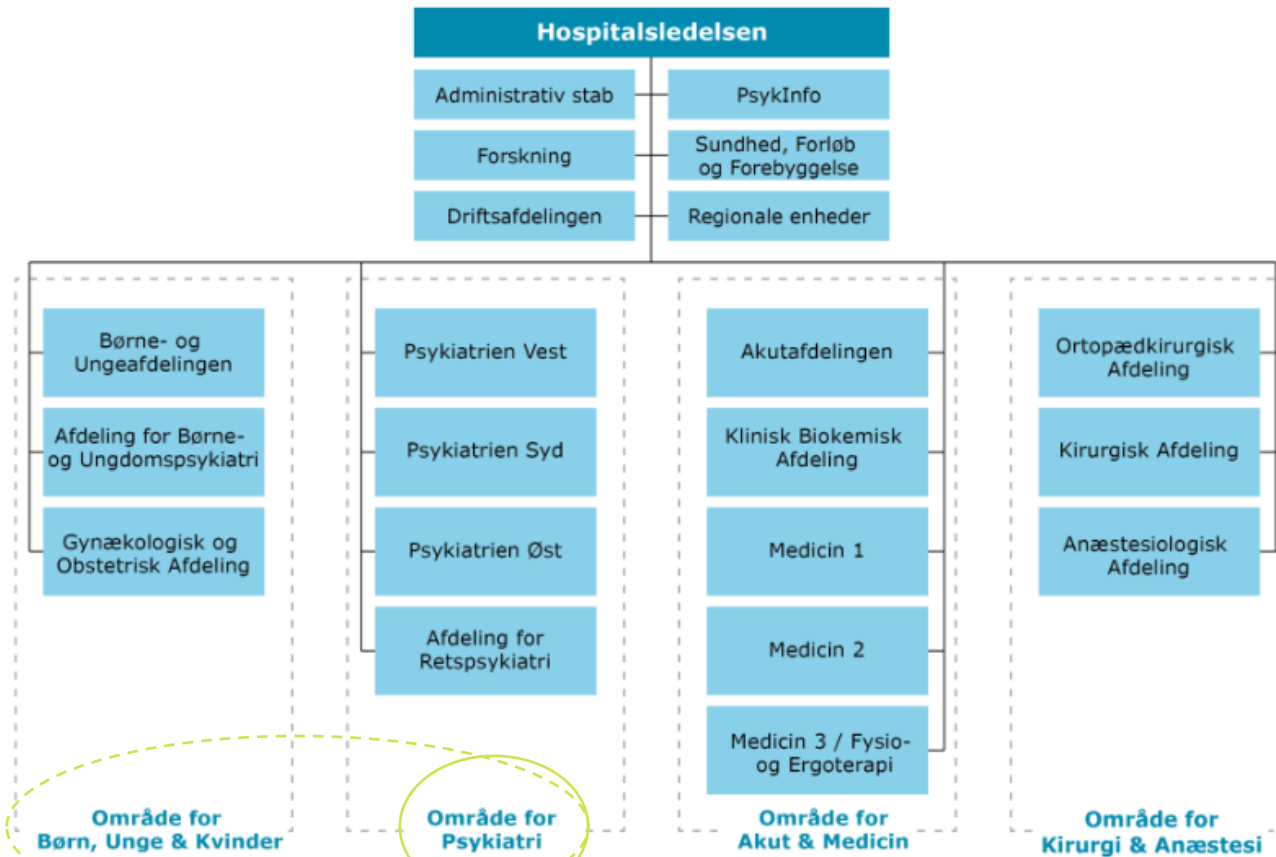 Hospitalsledelsen
Administrativ stab
PsykInfo
Forskning
Sundhed, Forløb
og Forebyggelse
Driftsafdelingen
Regionale enheder
Børne- og
Ungeafdelingen
Afdeling for Børne-
og Ungdomspsykiatri
Gynækologisk og
Obstetrisk Afdeling
Område for
Børn, Unge & Kvinder
Psykiatrien Vest
Psykiatrien Syd
Psykiatrien Øst
Afdeling for
Retspsykiatri
Område for
Psykiatri
Akutafdelingen
Klinisk Biokemisk
Afdeling
Medicin 1
Medicin 2
Medicin 3 / Fysio-
og Ergoterapi
Område for
Akut & Medicin
Ortopædkirurgisk
Afdeling
Kirurgisk Afdeling
Anæstesiologisk
Afdeling
Område for
Kirurgi & Anæstesi